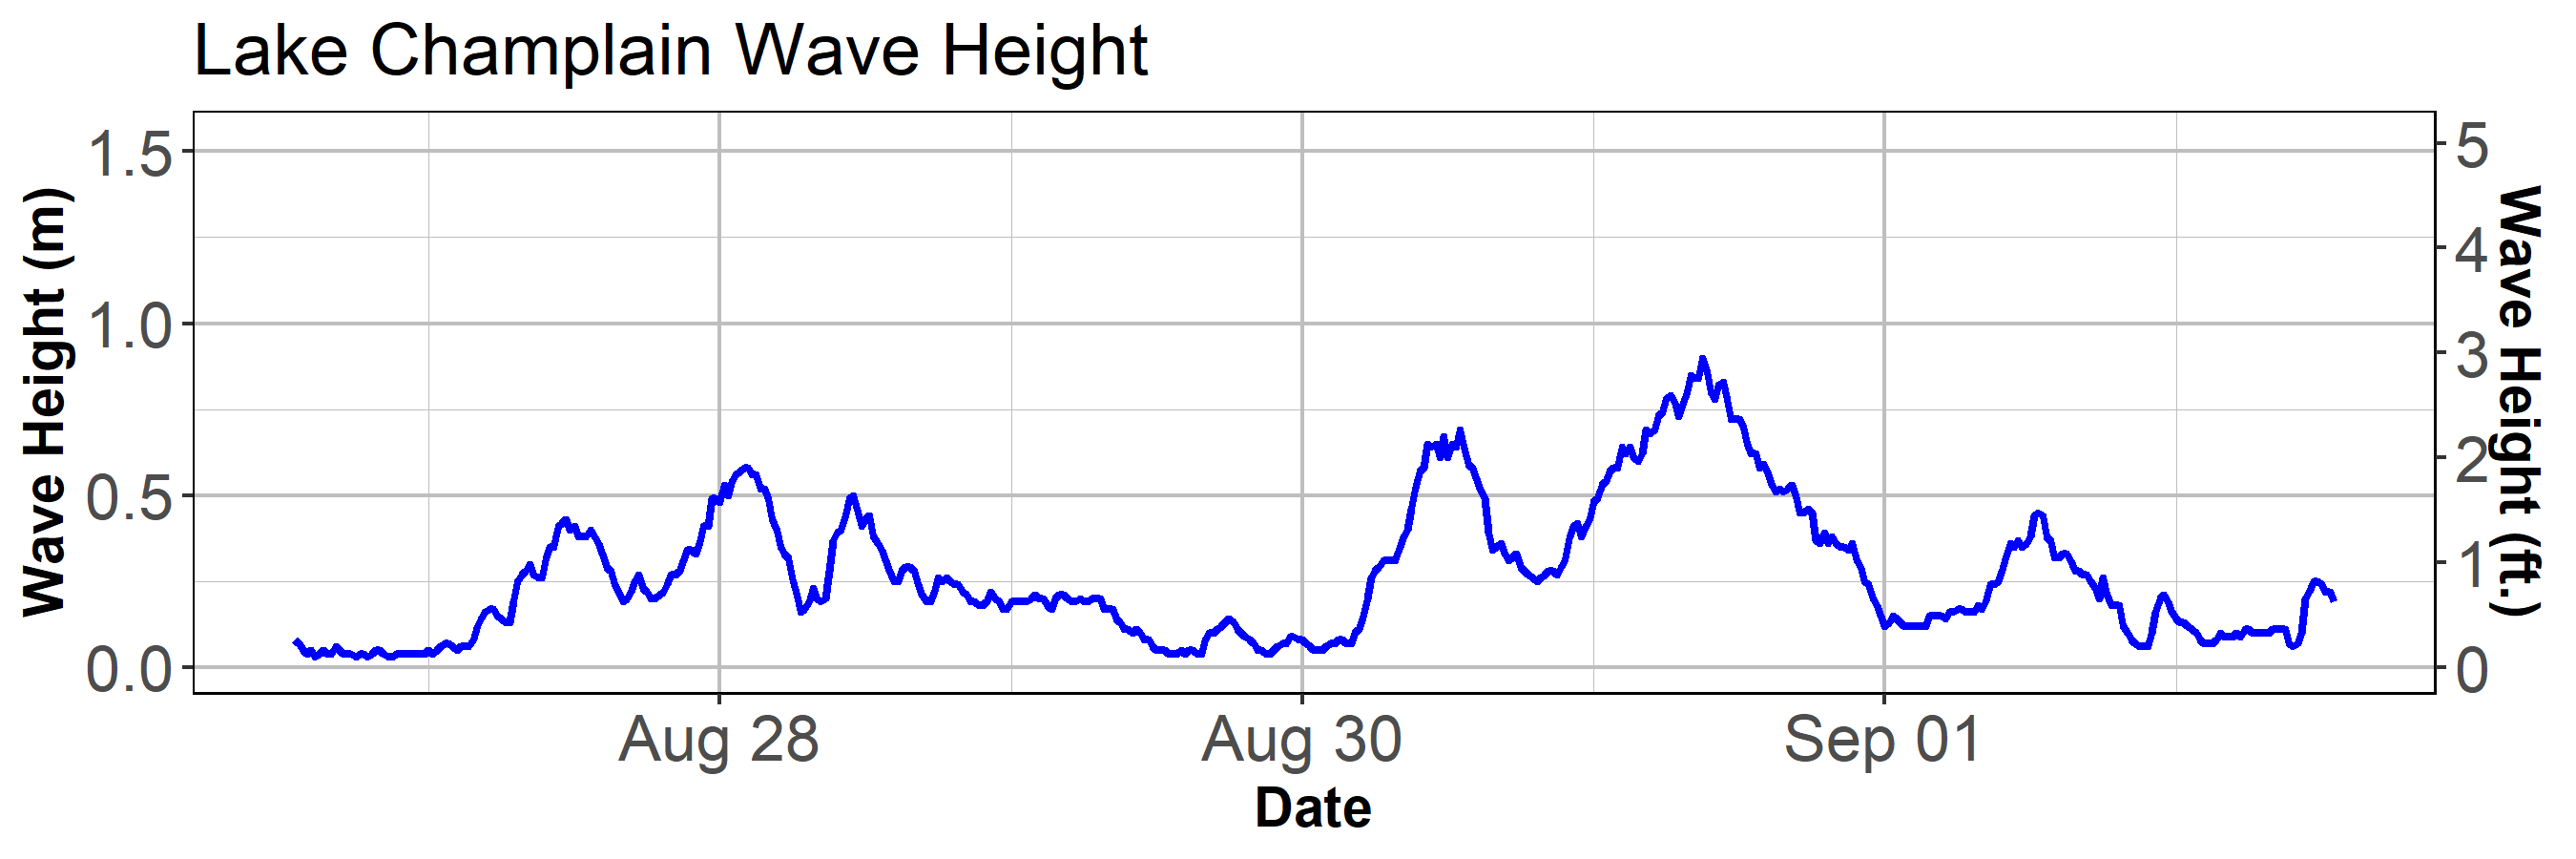 Lake Champlain Wave Height
Wave Height (m)
1.5
1.0
0.5
0.0
5
4
3
2
1
0
Wave Height (ft.)
Aug 28
Aug 30
Sep 01
Date